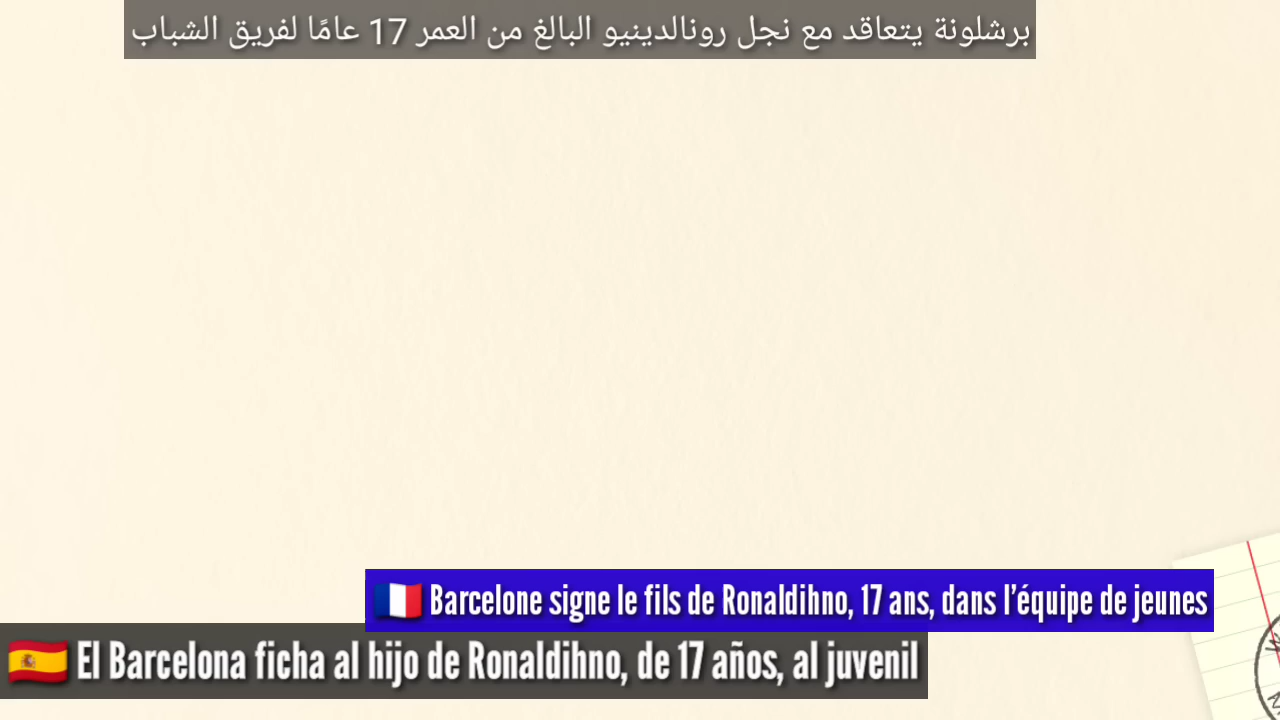 برشلونة يتعاقد مع نجل رونالدينيو البالغ من العمر 17 عامًا لفريق الشباب
🇫🇷 Barcelone signe le fils de Ronaldihno, 17 ans, dans l’équipe de jeunes
🇪🇸 El Barcelona ficha al hijo de Ronaldihno, de 17 años, al juvenil